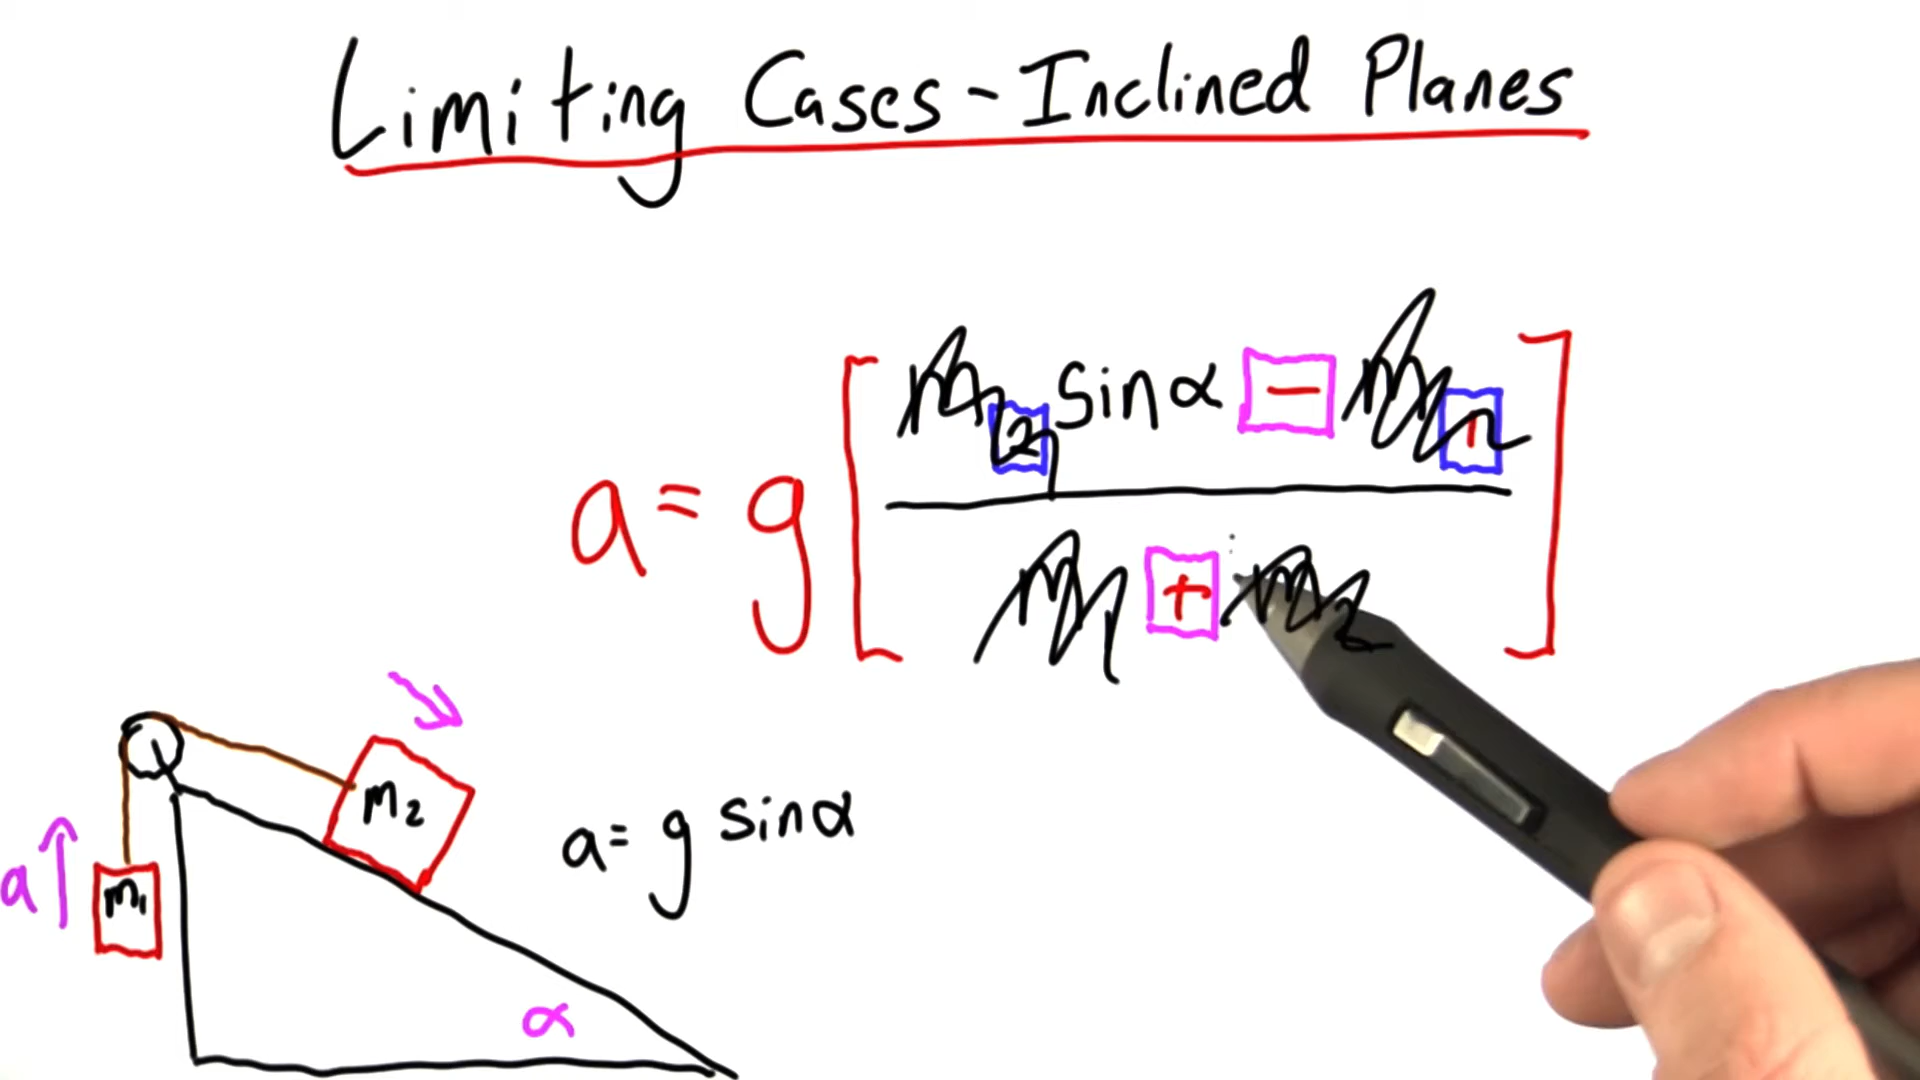 Limiting Cases - Inclined Planes
a = g [ m2 sinα − m1
m1 + m2 ]
m2
a = g sinα
a
m1
α